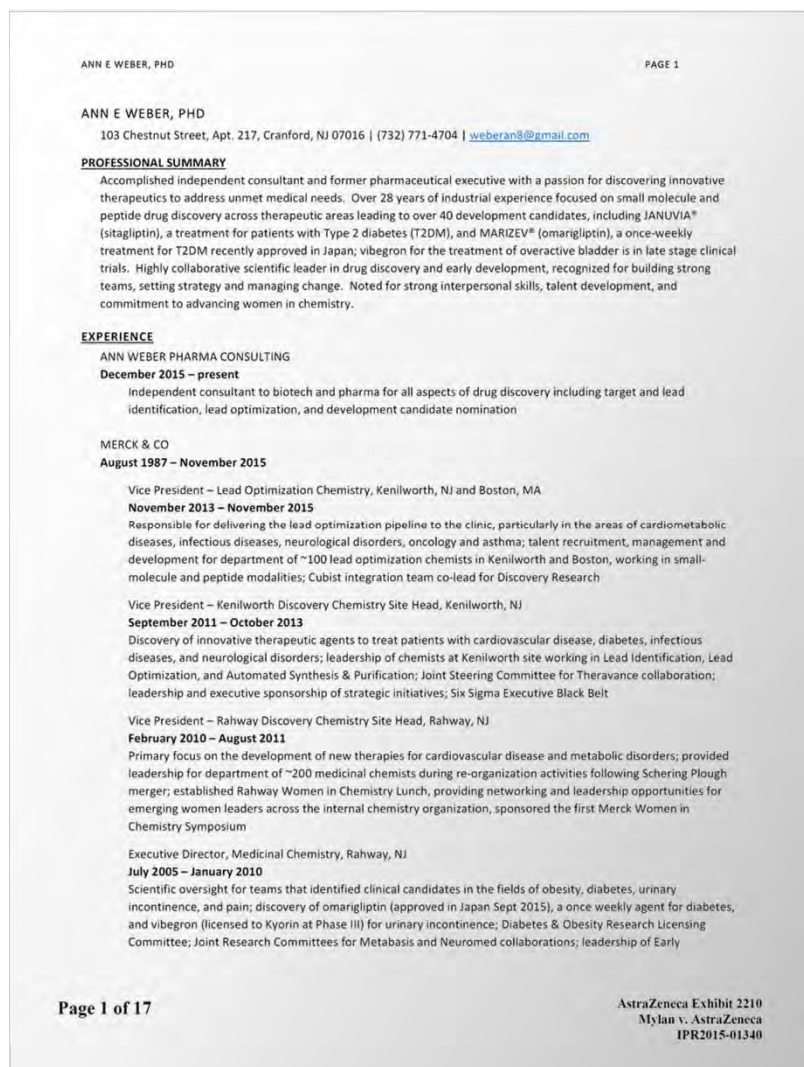 ANN E WEBER, PHD PAGE 1
ANN E WEBER, PHD
103 Chestnut Street, Apt. 217, Cranford, NJ 07016 | (732) 771-4704 | weberan8@gmail.com
PROFESSIONAL SUMMARY
Accomplished independent consultant and former pharmaceutical executive with a passion for discovering innovative
therapeutics to address unmet medical needs. Over 28 years of industrial experience focused on small molecule and
peptide drug discovery across therapeutic areas leading to over 40 development candidates, including JANUVIA®
(sitagliptin), a treatment for patients with Type 2 diabetes (T2DM), and MARIZEV® (omarigliptin), a once-weekly
treatment for T2DM recently approved in Japan; vibegron for the treatment of overactive bladder is in late stage clinical
trials. Highly collaborative scientific leader in drug discovery and early development, recognized for building strong
teams, setting strategy and managing change. Noted for strong interpersonal skills, talent development, and
commitment to advancing women in chemistry.
EXPERIENCE
ANN WEBER PHARMA CONSULTING
December 2015 – present
Independent consultant to biotech and pharma for all aspects of drug discovery including target and lead
identification, lead optimization, and development candidate nomination
MERCK & CO
August 1987 – November 2015
Vice President – Lead Optimization Chemistry, Kenilworth, NJ and Boston, MA
November 2013 – November 2015
Responsible for delivering the lead optimization pipeline to the clinic, particularly in the areas of cardiometabolic
diseases, infectious diseases, neurological disorders, oncology and asthma; talent recruitment, management and
development for department of ~100 lead optimization chemists in Kenilworth and Boston, working in small-
molecule and peptide modalities; Cubist integration team co-lead for Discovery Research
Vice President – Kenilworth Discovery Chemistry Site Head, Kenilworth, NJ
September 2011 – October 2013
Discovery of innovative therapeutic agents to treat patients with cardiovascular disease, diabetes, infectious
diseases, and neurological disorders; leadership of chemists at Kenilworth site working in Lead Identification, Lead
Optimization, and Automated Synthesis & Purification; Joint Steering Committee for Theravance collaboration;
leadership and executive sponsorship of strategic initiatives; Six Sigma Executive Black Belt
Vice President – Rahway Discovery Chemistry Site Head, Rahway, NJ
February 2010 – August 2011
Primary focus on the development of new therapies for cardiovascular disease and metabolic disorders; provided
leadership for department of ~200 medicinal chemists during re-organization activities following Schering Plough
merger; established Rahway Women in Chemistry Lunch, providing networking and leadership opportunities for
emerging women leaders across the internal chemistry organization, sponsored the first Merck Women in
Chemistry Symposium
Executive Director, Medicinal Chemistry, Rahway, NJ
July 2005 – January 2010
Scientific oversight for teams that identified clinical candidates in the fields of obesity, diabetes, urinary
incontinence, and pain; discovery of omarigliptin (approved in Japan Sept 2015), a once weekly agent for diabetes,
and vibegron (licensed to Kyorin at Phase III) for urinary incontinence; Diabetes & Obesity Research Licensing
Committee; Joint Research Committees for Metabasis and Neuromed collaborations; leadership of Early
Page 1 of 17
AstraZeneca Exhibit 2210
Mylan v. AstraZeneca
IPR2015-01340